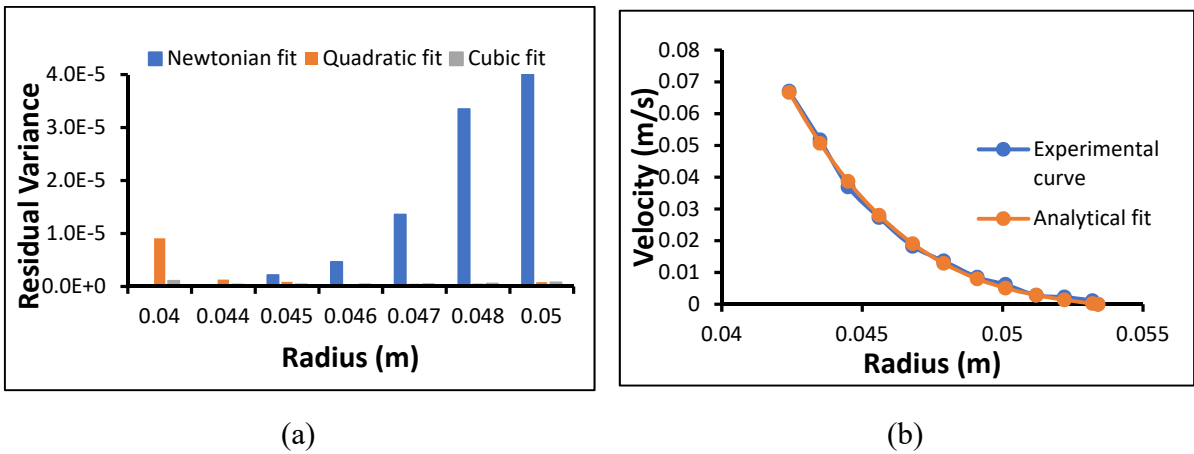 Newtonian fit Quadratic fit Cubic fit
4.0E-5
3.0E-5
2.0E-5
1.0E-5
0.0E+0
Residual Variance
0.04 0.044 0.045 0.046 0.047 0.048 0.05
Radius (m)
(a)
0.08
0.07
0.06
0.05
0.04
0.03
0.02
0.01
0
Velocity (m/s)
Experimental
curve
Analytical fit
0.04 0.045 0.05 0.055
Radius (m)
(b)